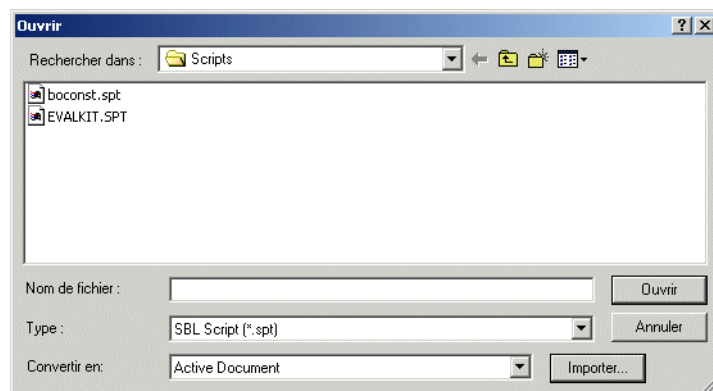 Ouvrir
Rechercher dans : Scripts
boconst.spt
EVALKIT.SPT
Nom de fichier : Ouvrir
Type : SBL Script (*.spt) Annuler
Convertir en: Active Document Importer...